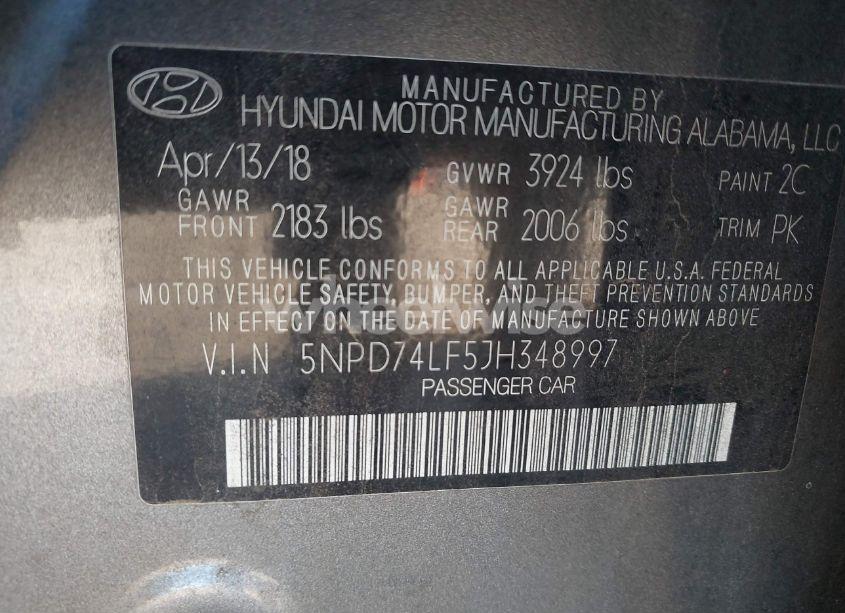 MANUFACTURED BY
HYUNDAI MOTOR MANUFACTURING ALABAMA, LLC
Apr/13/18 GVWR 3924 lbs PAINT 2C
GAWR FRONT 2183 lbs GAWR REAR 2006 lbs TRIM PK
THIS VEHICLE CONFORMS TO ALL APPLICABLE U.S.A. FEDERAL
MOTOR VEHICLE SAFETY, BUMPER, AND THEFT PREVENTION STANDARDS
IN EFFECT ON THE DATE OF MANUFACTURE SHOWN ABOVE
V.I.N 5NPD74LF5JH348997
PASSENGER CAR